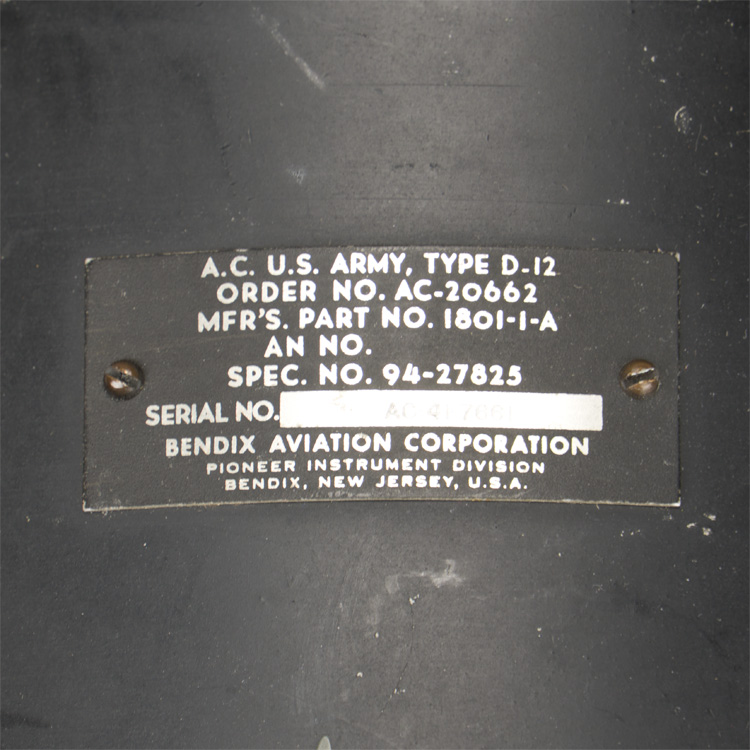 A.C. U.S. ARMY, TYPE D-12
ORDER NO. AC-20662
MFR'S. PART NO. 1801-1-A
AN NO.
SPEC. NO. 94-27825
SERIAL NO.
BENDIX AVIATION CORPORATION
PIONEER INSTRUMENT DIVISION
BENDIX, NEW JERSEY, U.S.A.